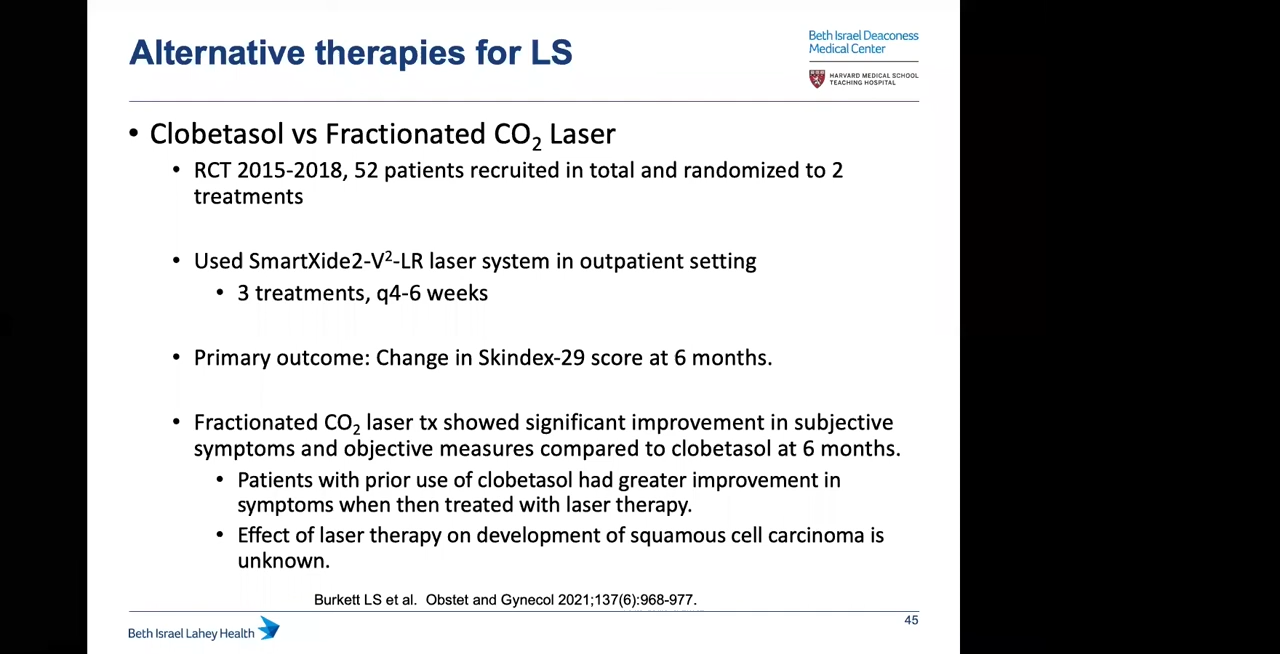 Alternative therapies for LS
Beth Israel Deaconess
Medical Center
HARVARD MEDICAL SCHOOL
TEACHING HOSPITAL
• Clobetasol vs Fractionated CO₂ Laser
• RCT 2015-2018, 52 patients recruited in total and randomized to 2
treatments
• Used SmartXide2-V²-LR laser system in outpatient setting
• 3 treatments, q4-6 weeks
• Primary outcome: Change in Skindex-29 score at 6 months.
• Fractionated CO₂ laser tx showed significant improvement in subjective
symptoms and objective measures compared to clobetasol at 6 months.
• Patients with prior use of clobetasol had greater improvement in
symptoms when then treated with laser therapy.
• Effect of laser therapy on development of squamous cell carcinoma is
unknown.
Burkett LS et al. Obstet and Gynecol 2021;137(6):968-977.
45
Beth Israel Lahey Health